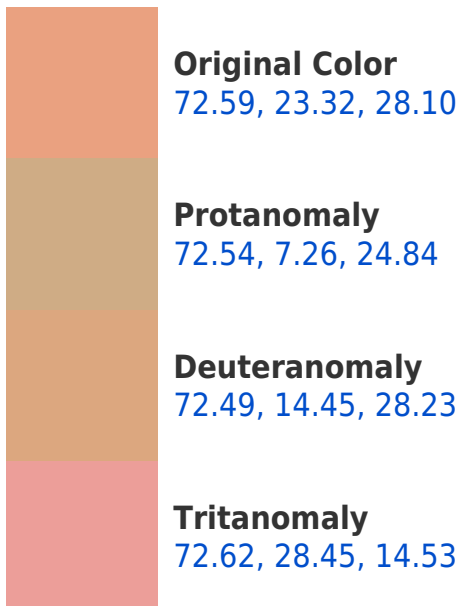 Original Color
72.59, 23.32, 28.10
Protanomaly
72.54, 7.26, 24.84
Deuteranomaly
72.49, 14.45, 28.23
Tritanomaly
72.62, 28.45, 14.53